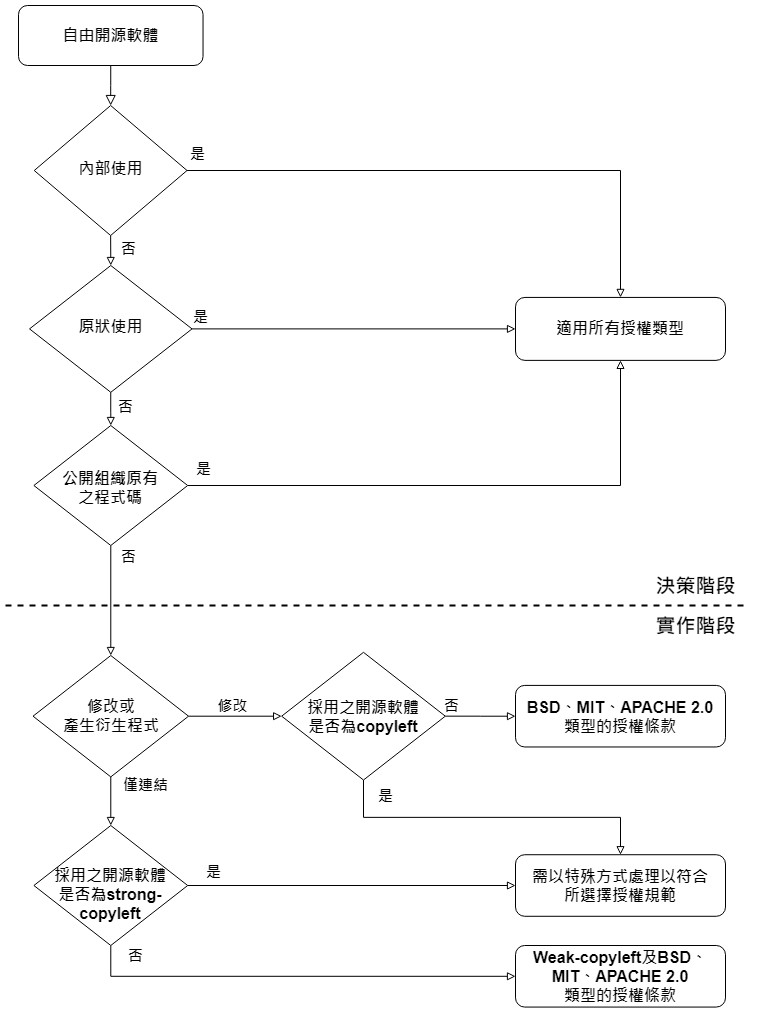 自由開源軟體
內部使用
是
否
原狀使用
是
適用所有授權類型
否
公開組織原有
之程式碼
是
否
決策階段
實作階段
修改或
產生衍生程式
修改
採用之開源軟體
是否為copyleft
否
BSD、MIT、APACHE 2.0
類型的授權條款
僅連結
是
採用之開源軟體
是否為strong-
copyleft
是
需以特殊方式處理以符合
所選擇授權規範
否
Weak-copyleft及BSD、
MIT、APACHE 2.0
類型的授權條款